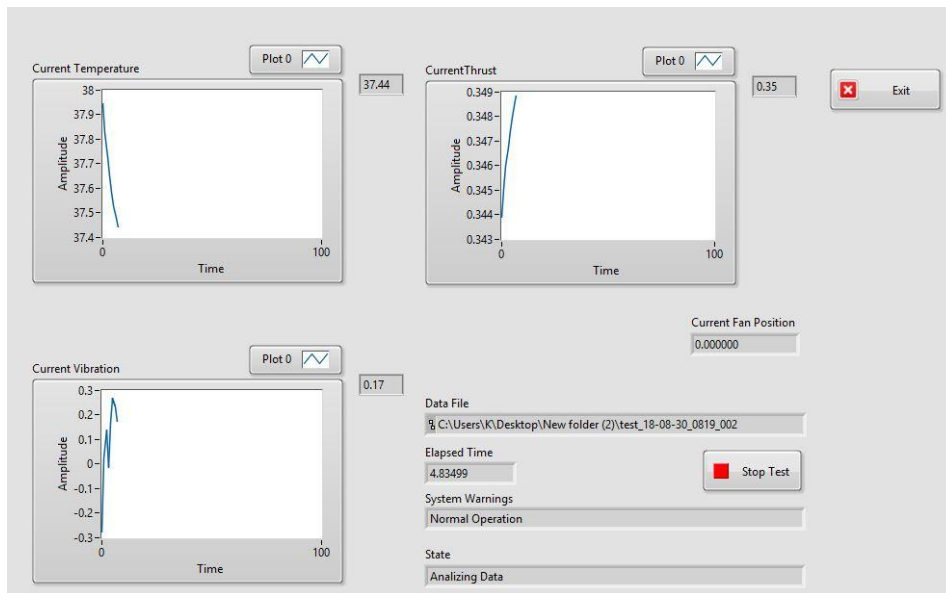 Current Temperature
Plot 0
37.44
38
37.9
37.8
37.7
37.6
37.5
37.4
Amplitude
0
100
Time
CurrentThrust
Plot 0
0.35
0.349
0.348
0.347
0.346
0.345
0.344
0.343
Amplitude
0
100
Time
Exit
Current Fan Position
0.000000
Current Vibration
Plot 0
0.17
0.3
0.2
0.1
0
-0.1
-0.2
-0.3
Amplitude
0
100
Time
Data File
C:\Users\K\Desktop\New folder (2)\test_18-08-30_0819_002
Elapsed Time
4.83499
Stop Test
System Warnings
Normal Operation
State
Analizing Data